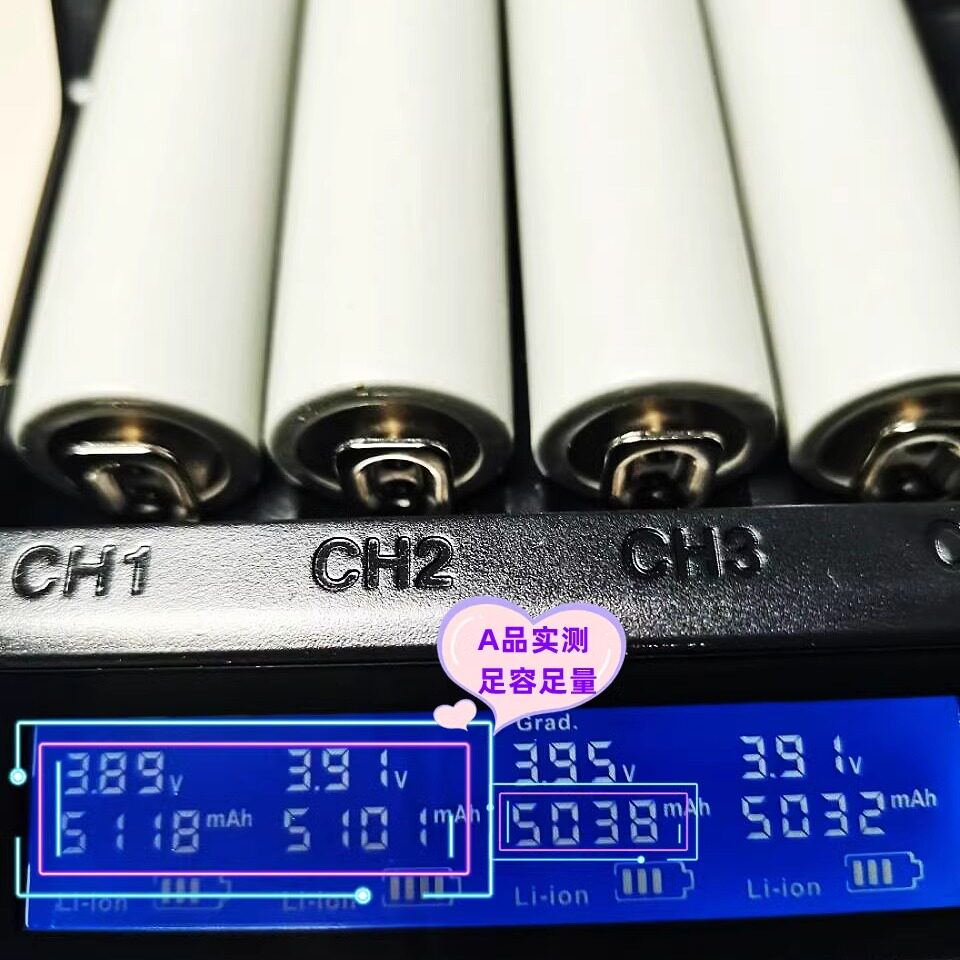 CH1 CH2 CH3
A品实测
足容足量
Grad.
3.89V 3.91V 3.95V 3.91V
5118mAh 5101mAh 5038mAh 5032mAh
Li-ion Li-ion Li-ion Li-ion